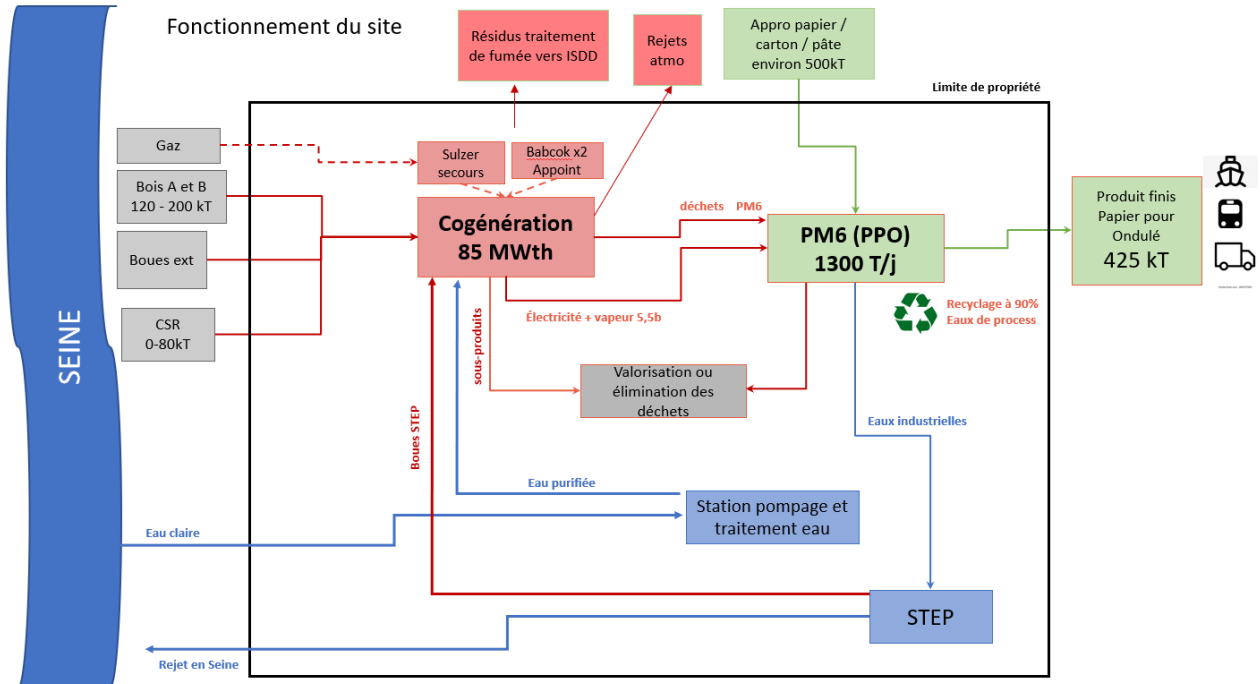 Fonctionnement du site
Résidus traitement
de fumée vers ISDD
Rejets
atmo
Appro papier /
carton / pâte
environ 500kT
Limite de propriété
Gaz
Bois A et B
120 - 200 kT
Boues ext
CSR
0-80kT
SEINE
Sulzer
secours
Babcok x2
Appoint
Cogénération
85 MWth
déchets PM6
PM6 (PPO)
1300 T/j
Produit finis
Papier pour
Ondulé
425 kT
Recyclage à 90%
Eaux de process
Électricité + vapeur 5,5b
sous-produits
Valorisation ou
élimination des
déchets
Boues STEP
Eaux industrielles
Eau purifiée
Station pompage et
traitement eau
Eau claire
STEP
Rejet en Seine